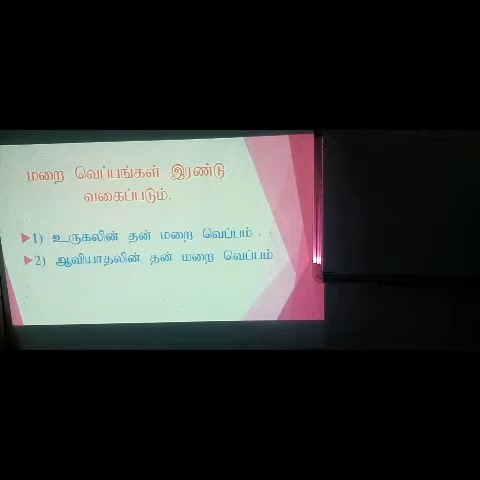 மறை வெப்பங்கள் இரண்டு
வகைப்படும்.
1) உருகலின் தன் மறை வெப்பம்
2) ஆவியாதலின் தன் மறை வெப்பம்